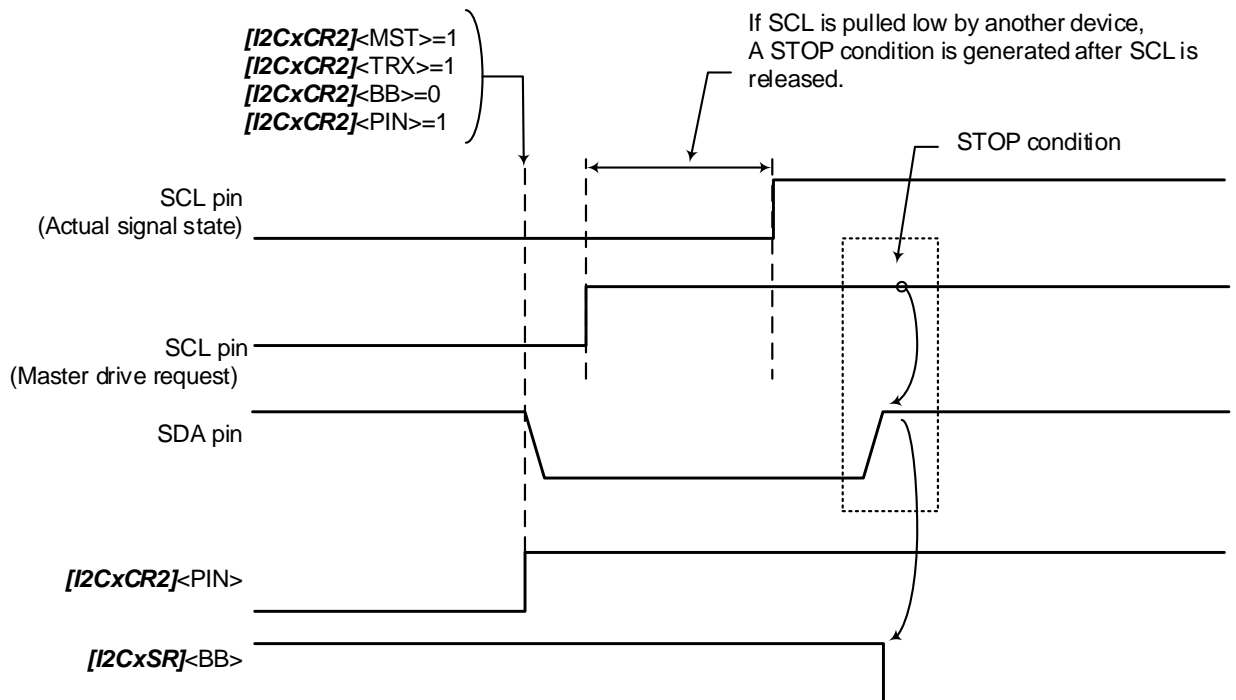 [I2CxCR2]<MST>=1
[I2CxCR2]<TRX>=1
[I2CxCR2]<BB>=0
[I2CxCR2]<PIN>=1
If SCL is pulled low by another device,
A STOP condition is generated after SCL is
released.
STOP condition
SCL pin
(Actual signal state)
SCL pin
(Master drive request)
SDA pin
[I2CxCR2]<PIN>
[I2CxSR]<BB>